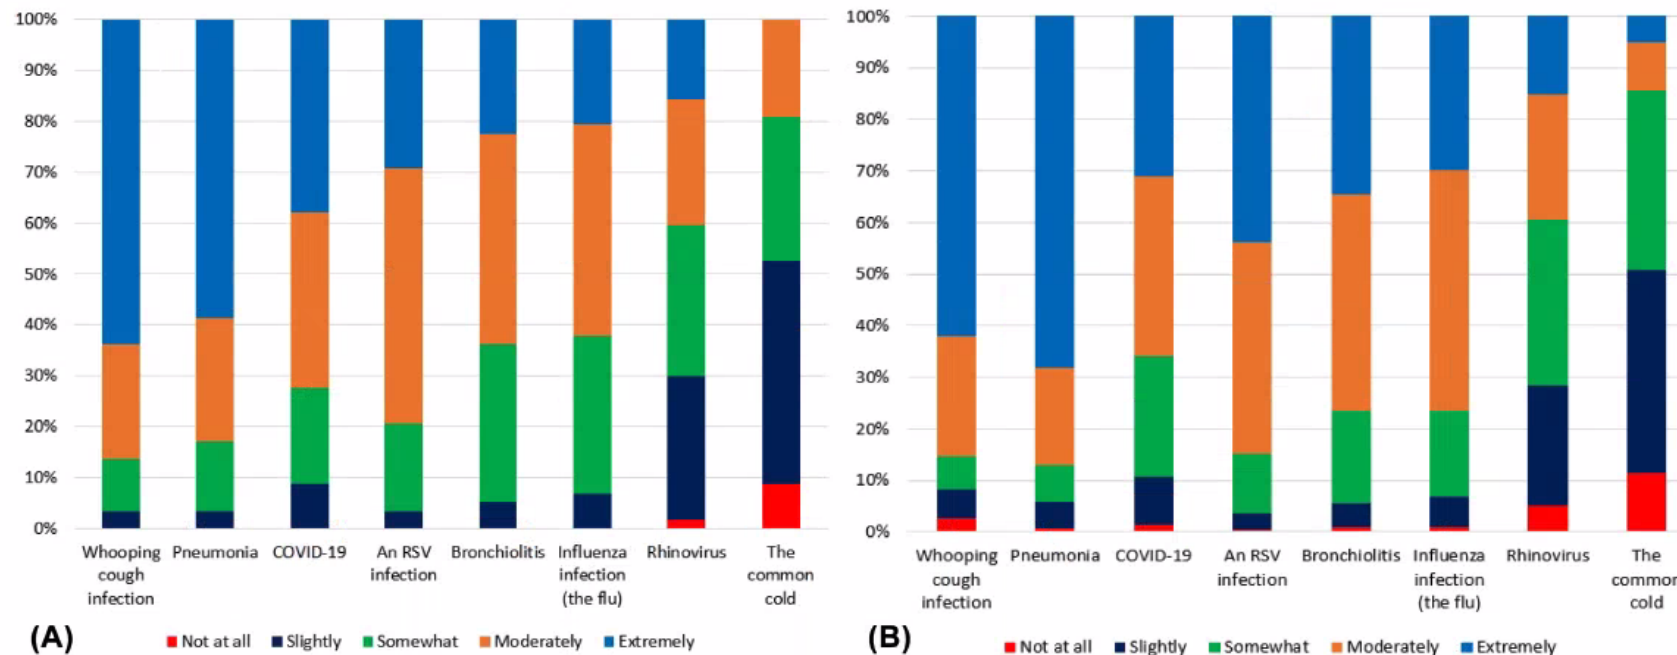 100%
90%
80%
70%
60%
50%
40%
30%
20%
10%
0%
Whooping cough infection
Pneumonia
COVID-19
An RSV infection
Bronchiolitis
Influenza infection (the flu)
Rhinovirus
The common cold
(A)
Not at all
Slightly
Somewhat
Moderately
Extremely
100%
90%
80%
70%
60%
50%
40%
30%
20%
10%
0%
Whooping cough infection
Pneumonia
COVID-19
An RSV infection
Bronchiolitis
Influenza infection (the flu)
Rhinovirus
The common cold
(B)
Not at all
Slightly
Somewhat
Moderately
Extremely